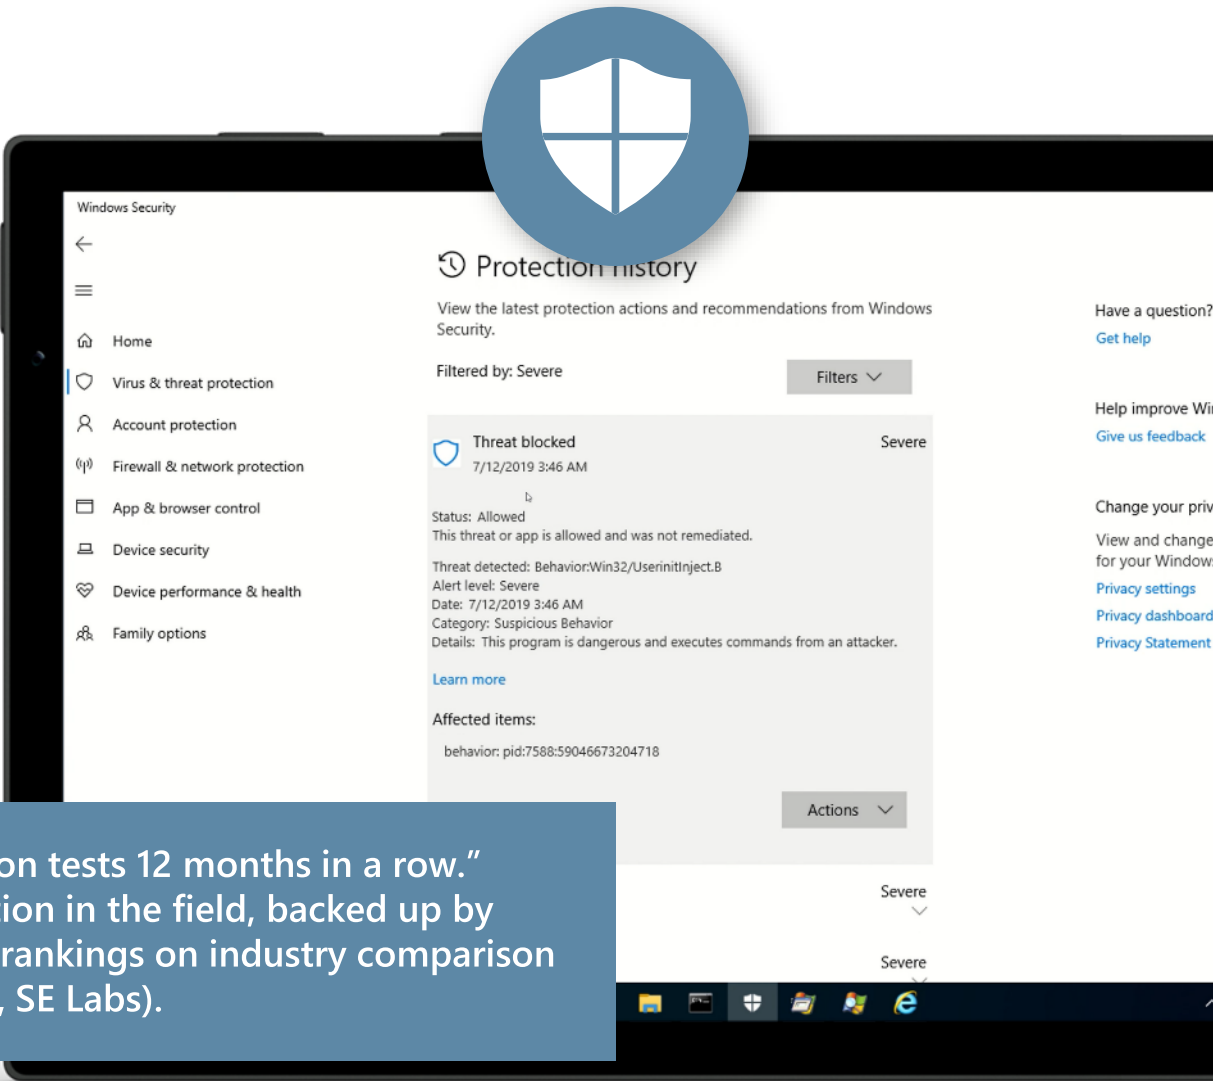 Windows Security
Protection history
View the latest protection actions and recommendations from Windows
Security.
Filtered by: Severe
Filters
Home
Virus & threat protection
Account protection
Firewall & network protection
App & browser control
Device security
Device performance & health
Family options
Threat blocked
Severe
7/12/2019 3:46 AM
Status: Allowed
This threat or app is allowed and was not remediated.
Threat detected: Behavior:Win32/UserinitInject.B
Alert level: Severe
Date: 7/12/2019 3:46 AM
Category: Suspicious Behavior
Details: This program is dangerous and executes commands from an attacker.
Learn more
Affected items:
behavior: pid:7588:59046673204718
Actions
Severe
Severe
Have a question?
Get help
Help improve Wi
Give us feedback
Change your priv
View and change
for your Window
Privacy settings
Privacy dashboard
Privacy Statement
on tests 12 months in a row.”
tion in the field, backed up by
rankings on industry comparison
, SE Labs).